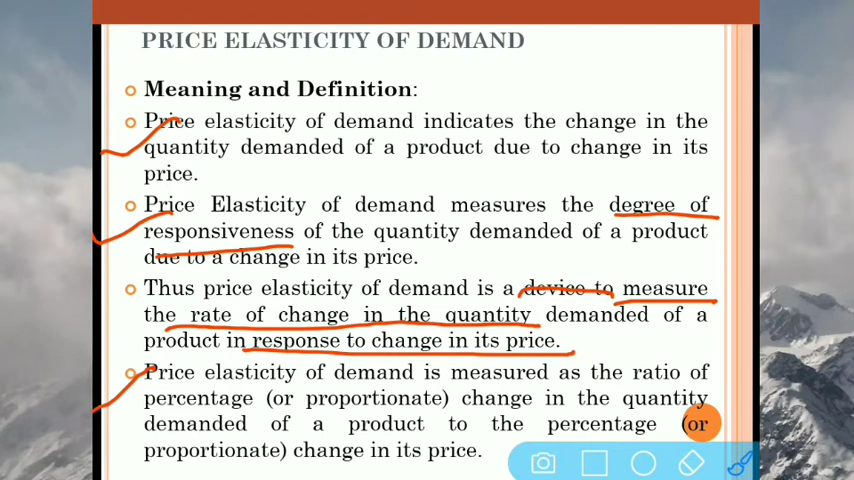 PRICE ELASTICITY OF DEMAND
Meaning and Definition:
Price elasticity of demand indicates the change in the
quantity demanded of a product due to change in its
price.
Price Elasticity of demand measures the degree of
responsiveness of the quantity demanded of a product
due to a change in its price.
Thus price elasticity of demand is a device to measure
the rate of change in the quantity demanded of a
product in response to change in its price.
Price elasticity of demand is measured as the ratio of
percentage (or proportionate) change in the quantity
demanded of a product to the percentage (or
proportionate) change in its price.